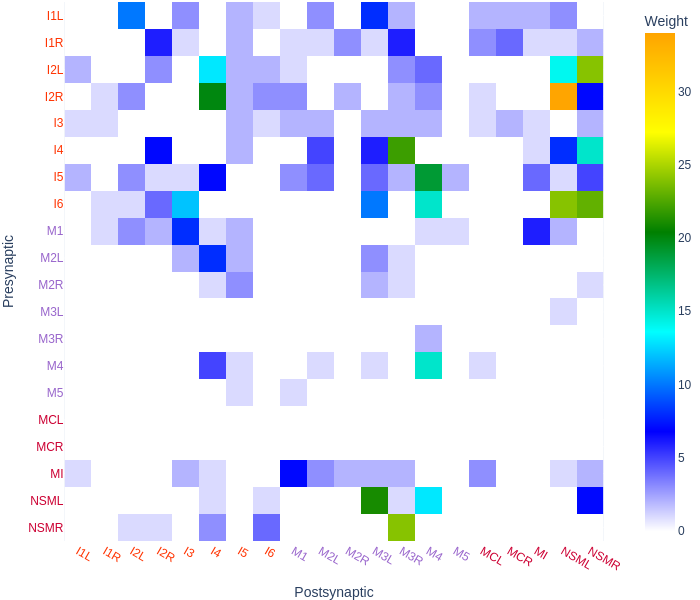 Weight
I1L
I1R
I2L
I2R
I3
I4
I5
I6
M1
M2L
M2R
M3L
M3R
M4
M5
MCL
MCR
MI
NSML
NSMR
Presynaptic
30
25
20
15
10
5
0
I1L I1R I2L I2R I3 I4 I5 I6 M1 M2L M2R M3L M3R M4 M5 MCL MCR MI NSML NSMR
Postsynaptic